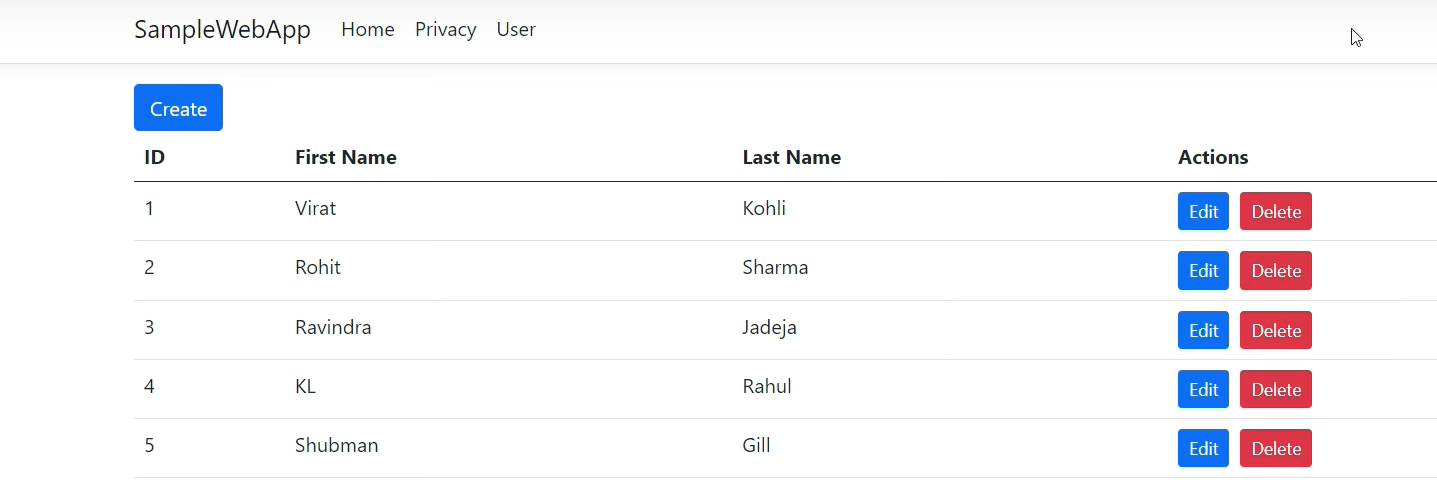 SampleWebApp Home Privacy User
Create
ID First Name Last Name Actions
1 Virat Kohli Edit Delete
2 Rohit Sharma Edit Delete
3 Ravindra Jadeja Edit Delete
4 KL Rahul Edit Delete
5 Shubman Gill Edit Delete